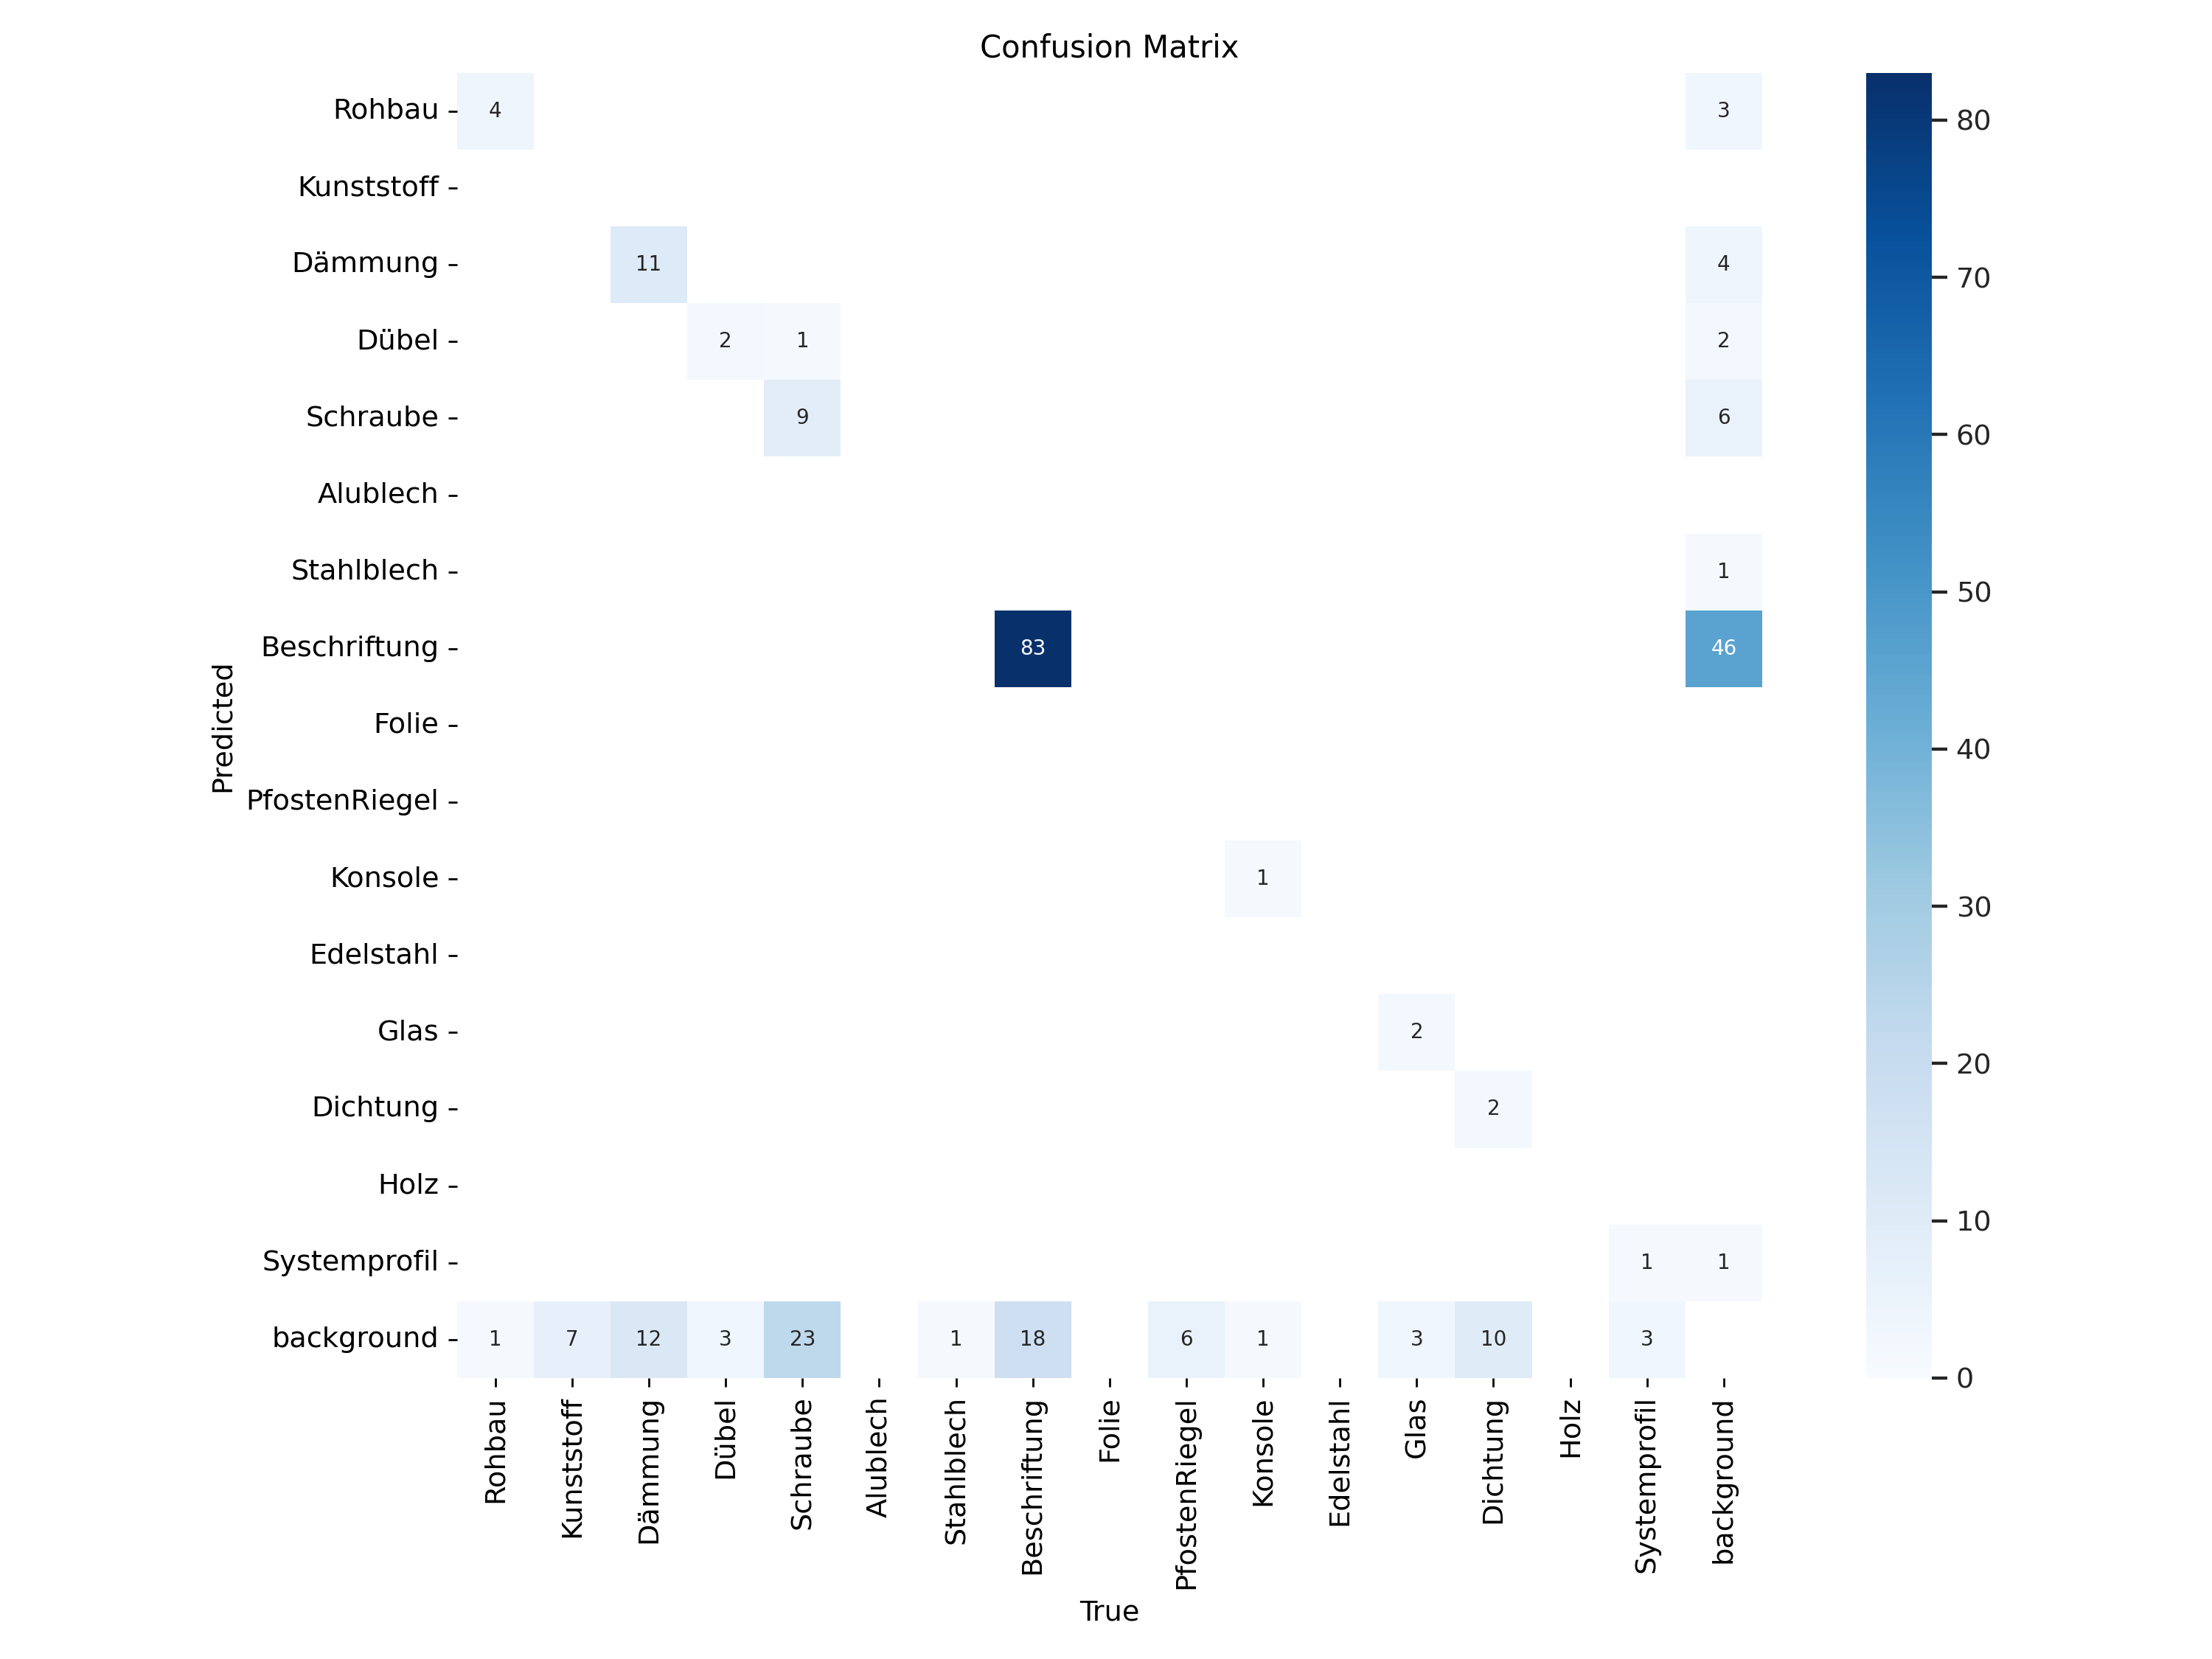 Confusion Matrix
Rohbau 4 3
Kunststoff
Dämmung 11 4
Dübel 2 1 2
Schraube 9 6
Alublech
Stahlblech 1
Beschriftung 83 46
Folie
PfostenRiegel
Konsole 1
Edelstahl
Glas 2
Dichtung 2
Holz
Systemprofil 1 1
background 1 7 12 3 23 1 18 6 1 3 10 3
Predicted
Rohbau
Kunststoff
Dämmung
Dübel
Schraube
Alublech
Stahlblech
Beschriftung
Folie
PfostenRiegel
Konsole
Edelstahl
Glas
Dichtung
Holz
Systemprofil
background
True
80
70
60
50
40
30
20
10
0